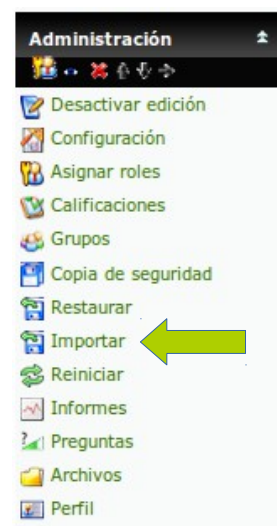 Administración
Desactivar edición
Configuración
Asignar roles
Calificaciones
Grupos
Copia de seguridad
Restaurar
Importar
Reiniciar
Informes
Preguntas
Archivos
Perfil